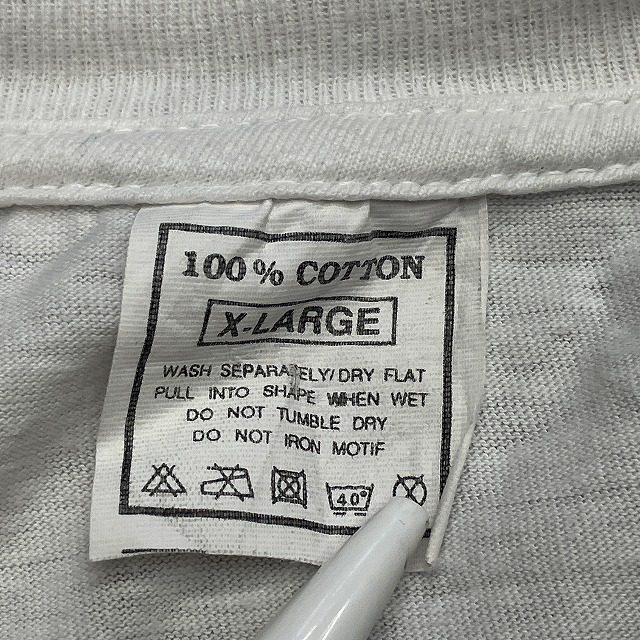 100% COTTON
X-LARGE
WASH SEPARATELY/DRY FLAT
PULL INTO SHAPE WHEN WET
DO NOT TUMBLE DRY
DO NOT IRON MOTIF
40°